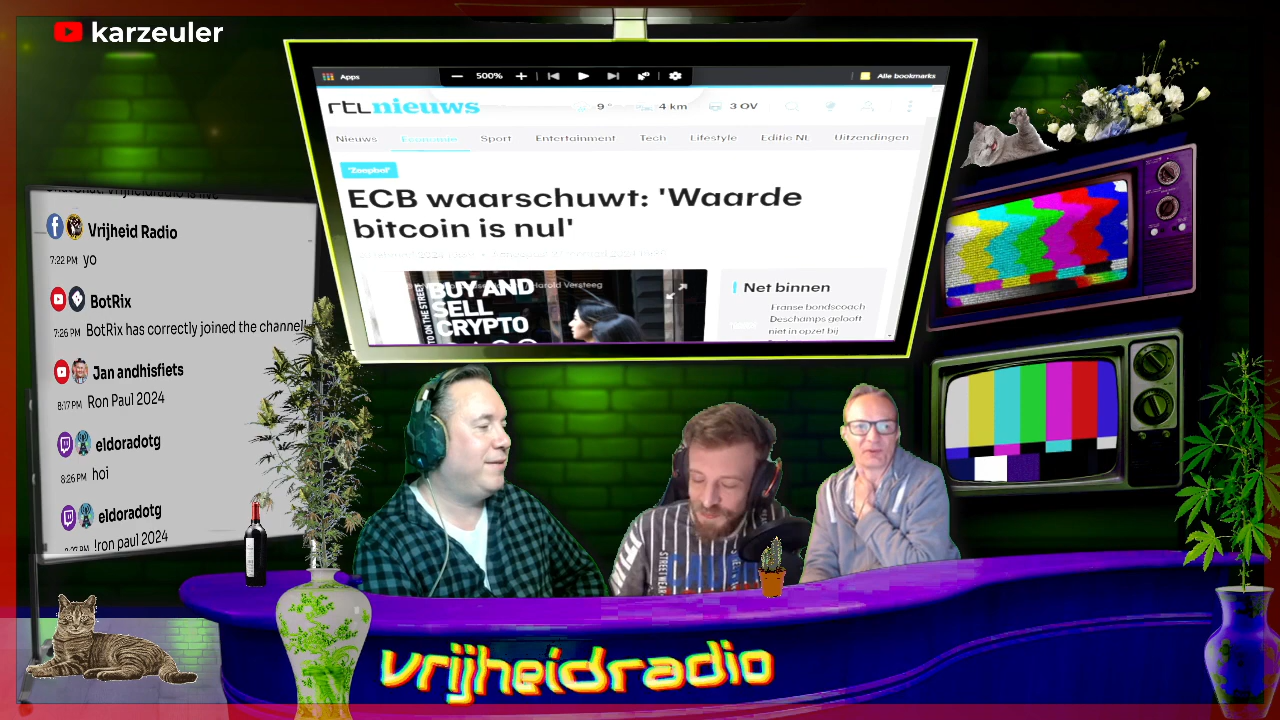 karzeuler
Apps
500%
Alle bookmarks
rtlnieuws
9 °
4 km
3 OV
Nieuws
Economie
Sport
Entertainment
Tech
Lifestyle
Editie NL
Uitzendingen
'Zeepbel'
ECB waarschuwt: 'Waarde
bitcoin is nul'
Harold Versteeg
BUY AND
SELL
CRYPTO
Net binnen
Franse bondscoach
Deschamps gelooft
niet in opzet bij
Vrijheid Radio
7:22 PM yo
BotRix
7:26 PM BotRix has correctly joined the channel!
Jan andhisfiets
8:17 PM Ron Paul 2024
eldoradotg
8:26 PM hoi
eldoradotg
!ron paul 2024
STREETWEAR
vrijheidradio